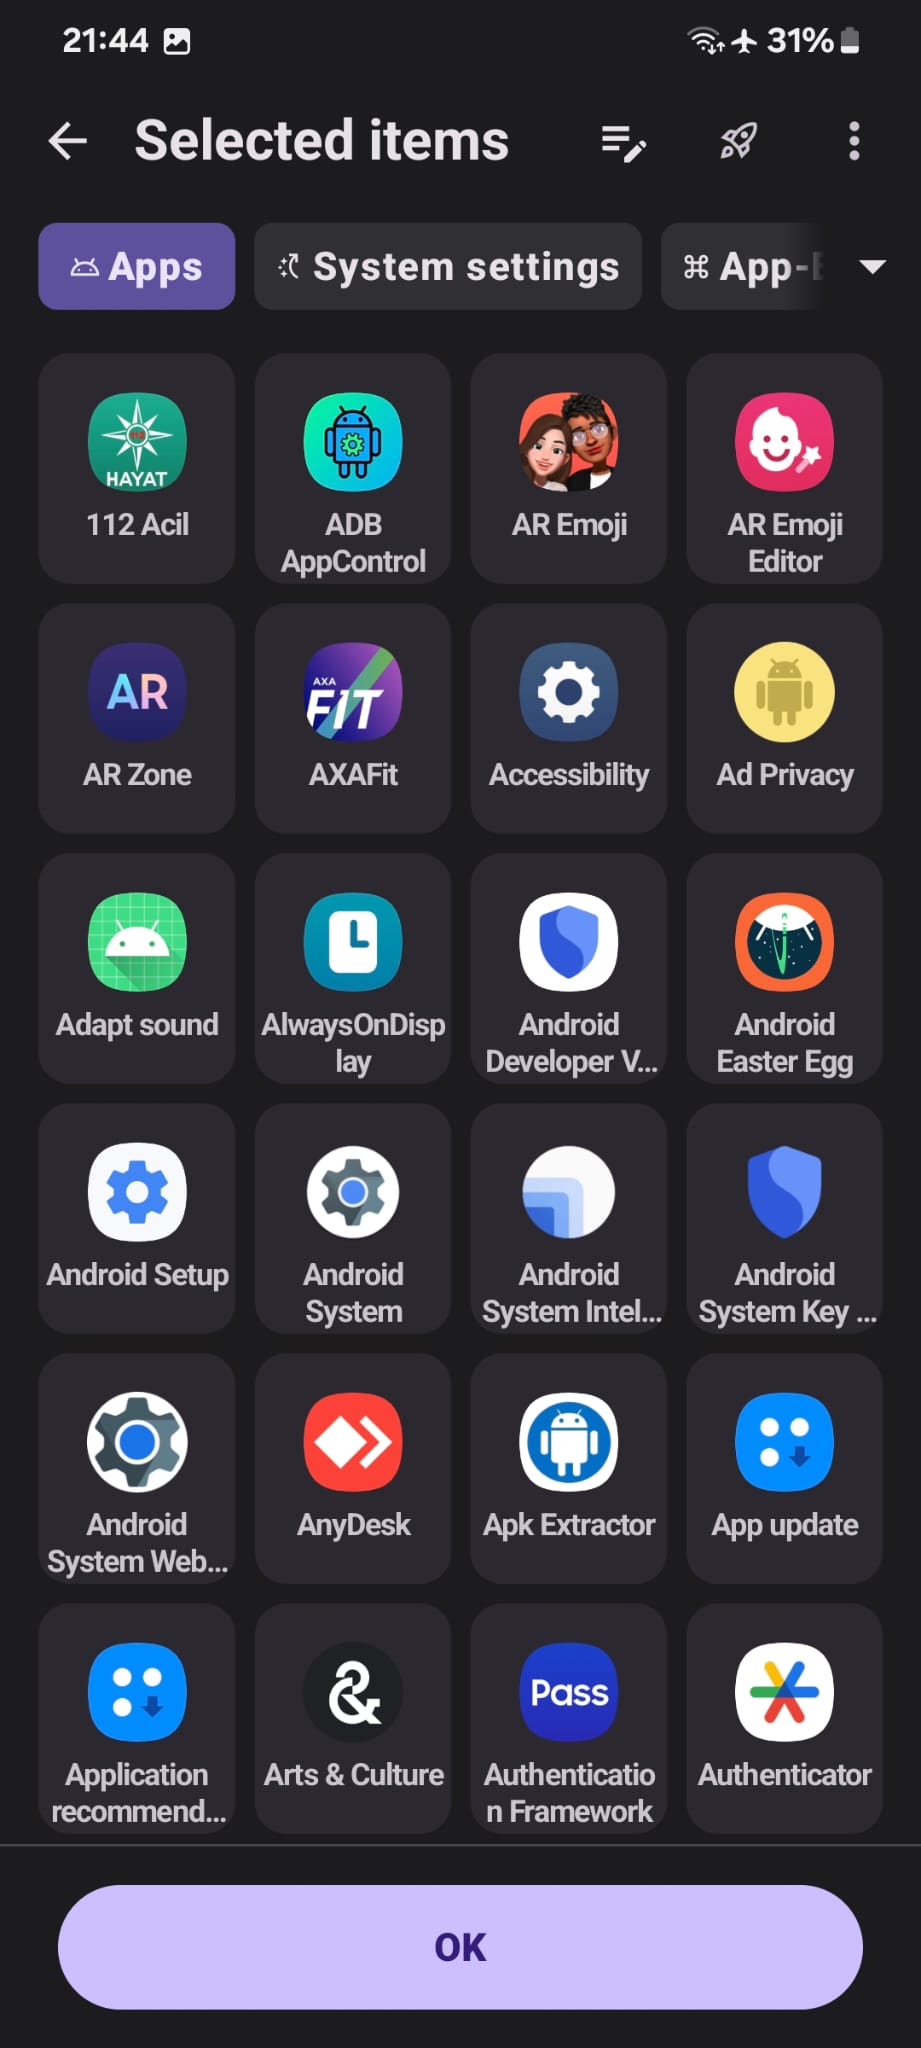 21:44
31%
Selected items
Apps
System settings
App-
112
HAYAT
112 Acil
ADB
AppControl
AR Emoji
AR Emoji
Editor
AR
AR Zone
AXA
FIT
AXAFit
Accessibility
Ad Privacy
Adapt sound
AlwaysOnDisp
lay
Android
Developer V...
Android
Easter Egg
Android Setup
Android
System
Android
System Intel...
Android
System Key ...
Android
System Web...
AnyDesk
Apk Extractor
App update
Application
recommend...
&
Arts & Culture
Pass
Authenticatio
n Framework
Authenticator
OK